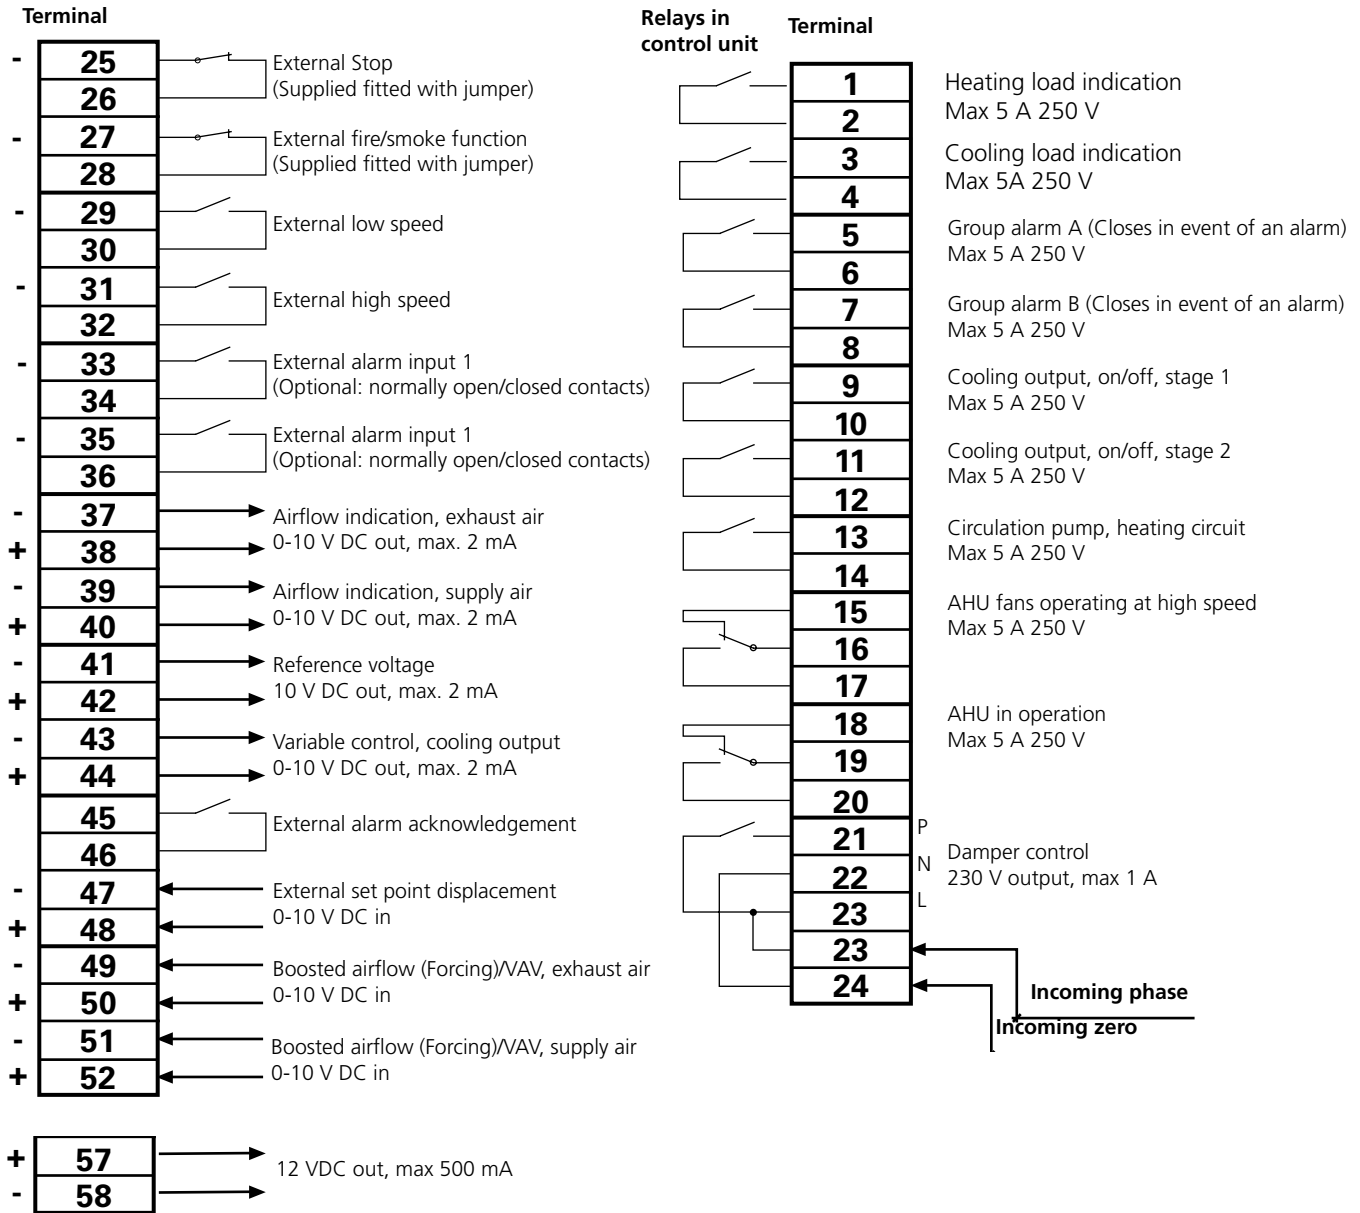 Terminal
- 25 External Stop
26 (Supplied fitted with jumper)
- 27 External fire/smoke function
28 (Supplied fitted with jumper)
- 29 External low speed
30
- 31 External high speed
32
- 33 External alarm input 1
34 (Optional: normally open/closed contacts)
- 35 External alarm input 1
36 (Optional: normally open/closed contacts)
- 37 Airflow indication, exhaust air
+ 38 0-10 V DC out, max. 2 mA
- 39 Airflow indication, supply air
+ 40 0-10 V DC out, max. 2 mA
- 41 Reference voltage
+ 42 10 V DC out, max. 2 mA
- 43 Variable control, cooling output
+ 44 0-10 V DC out, max. 2 mA
45 External alarm acknowledgement
46
- 47 External set point displacement
+ 48 0-10 V DC in
- 49 Boosted airflow (Forcing)/VAV, exhaust air
+ 50 0-10 V DC in
- 51 Boosted airflow (Forcing)/VAV, supply air
+ 52 0-10 V DC in
+ 57 12 VDC out, max 500 mA
- 58
Relays in
control unit
Terminal
1 Heating load indication
2 Max 5 A 250 V
3 Cooling load indication
4 Max 5A 250 V
5 Group alarm A (Closes in event of an alarm)
6 Max 5 A 250 V
7 Group alarm B (Closes in event of an alarm)
8 Max 5 A 250 V
9 Cooling output, on/off, stage 1
10 Max 5 A 250 V
11 Cooling output, on/off, stage 2
12 Max 5 A 250 V
13 Circulation pump, heating circuit
14 Max 5 A 250 V
15 AHU fans operating at high speed
16 Max 5 A 250 V
17
18 AHU in operation
19 Max 5 A 250 V
20
21 P
22 N Damper control
23 L 230 V output, max 1 A
23
24
Incoming phase
Incoming zero